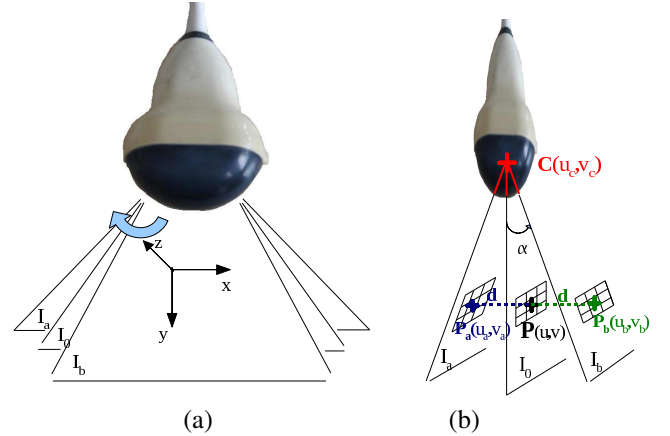 z
x
y
I_a
I_0
I_b
(a)
C(u_c,v_c)
α
d d
P_a(u_a,v_a) P(u,v) P_b(u_b,v_b)
I_a
I_0
I_b
(b)